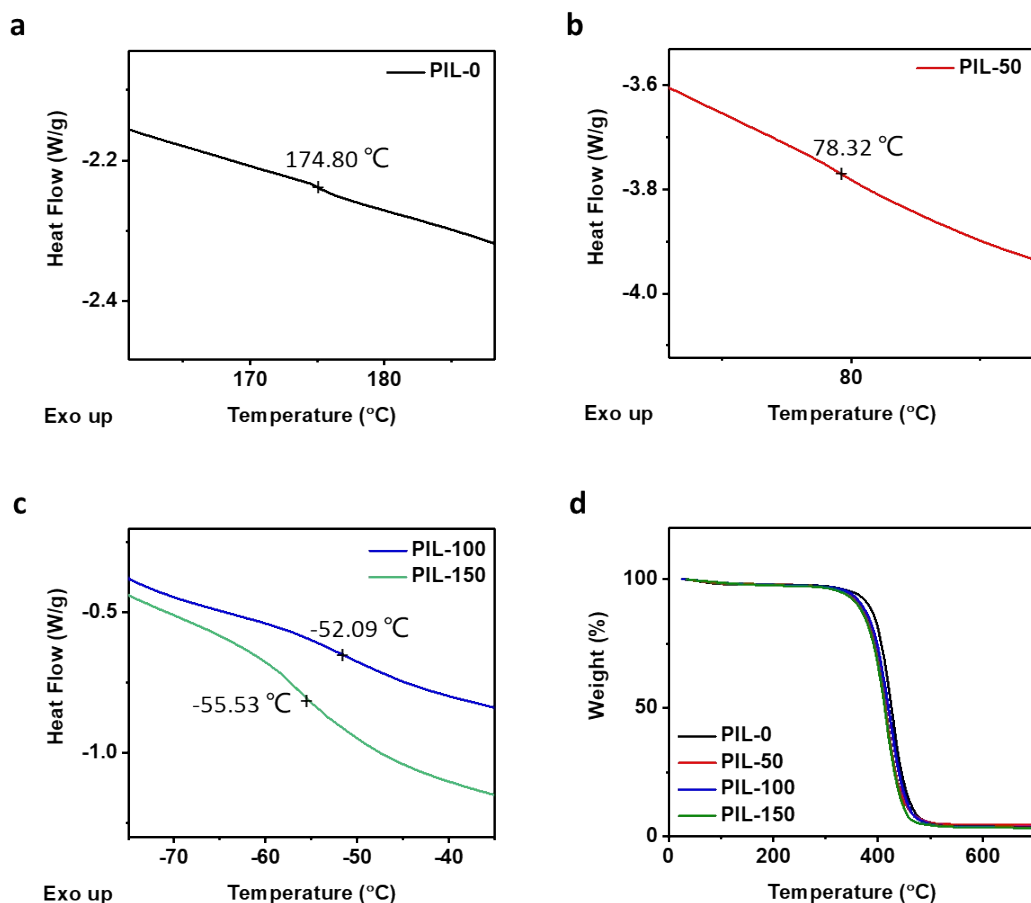 a
PIL-0
-2.2
-2.4
174.80 ℃
Heat Flow (W/g)
170
180
Exo up
Temperature (°C)
b
PIL-50
-3.6
-3.8
-4.0
78.32 ℃
Heat Flow (W/g)
80
Exo up
Temperature (°C)
c
PIL-100
PIL-150
-0.5
-1.0
-52.09 ℃
-55.53 ℃
Heat Flow (W/g)
-70
-60
-50
-40
Exo up
Temperature (°C)
d
100
50
0
Weight (%)
PIL-0
PIL-50
PIL-100
PIL-150
0
200
400
600
Temperature (°C)